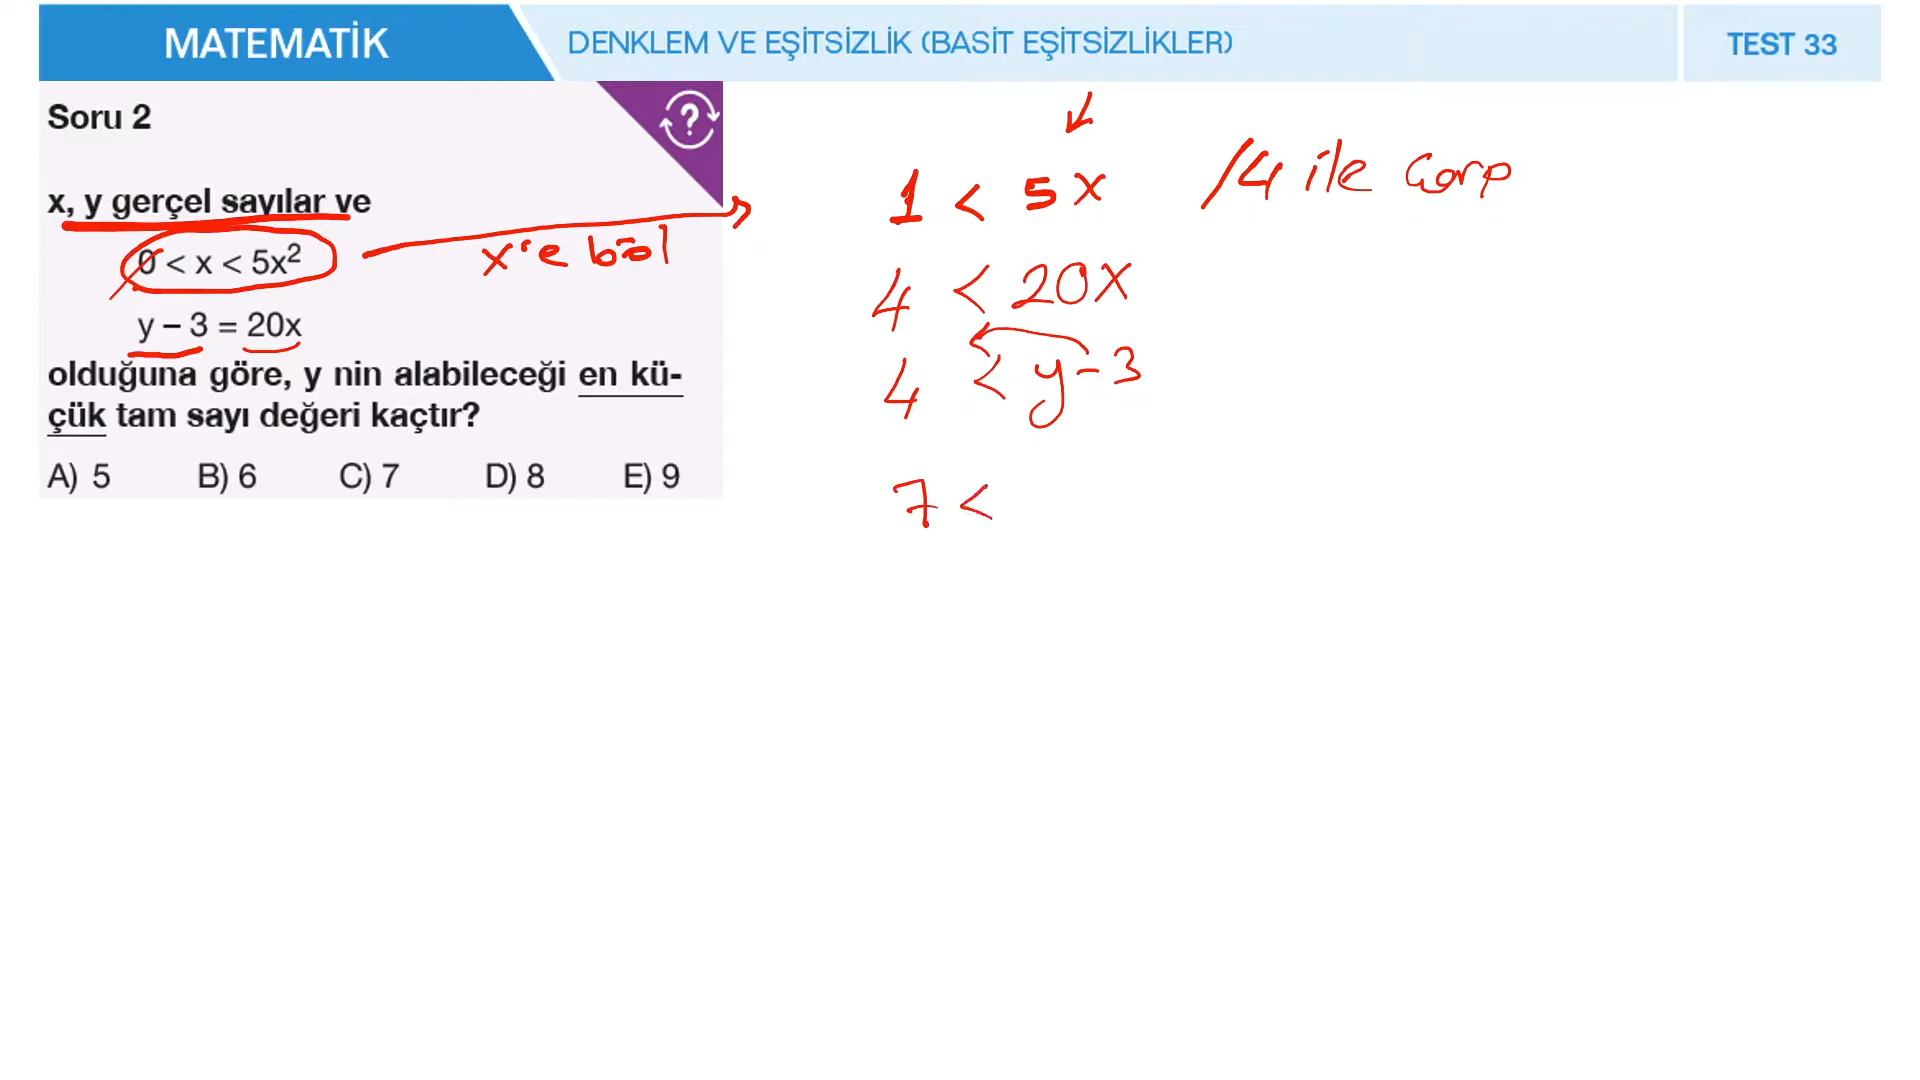 MATEMATİK
DENKLEM VE EŞİTSİZLİK (BASİT EŞİTSİZLİKLER)
TEST 33
Soru 2
x, y gerçel sayılar ve
0 < x < 5x²
y – 3 = 20x
olduğuna göre, y nin alabileceği en kü-
çük tam sayı değeri kaçtır?
A) 5 B) 6 C) 7 D) 8 E) 9
x'e böl
1 < 5x /4 ile çarp
4 < 20x
4 < y-3
7 <